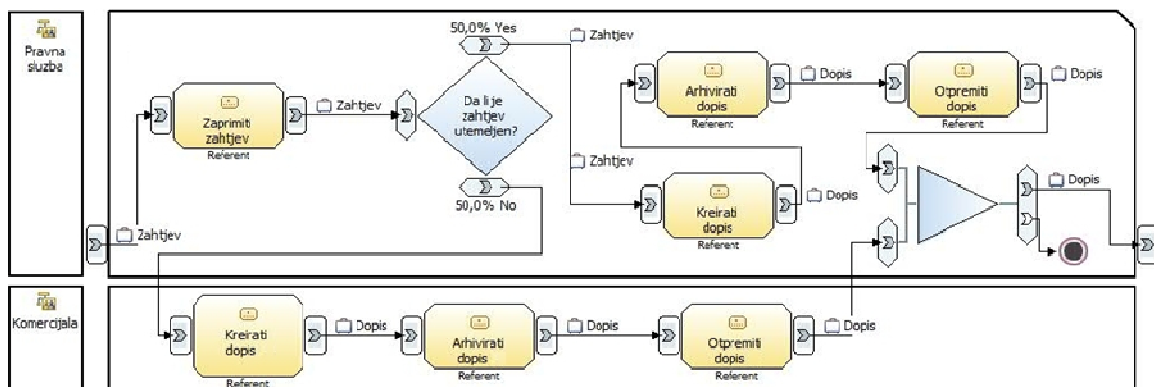 Pravna
sluzba
Zahtjev
Zaprimiti
zahtjev
Referent
Zahtjev
50,0% Yes
Da li je
zahtjev
utemeljen?
50,0% No
Zahtjev
Zahtjev
Kreirati
dopis
Referent
Dopis
Arhivirati
dopis
Referent
Dopis
Otpremiti
dopis
Referent
Dopis
Dopis
Komercijala
Kreirati
dopis
Referent
Dopis
Arhivirati
dopis
Referent
Dopis
Otpremiti
dopis
Referent
Dopis